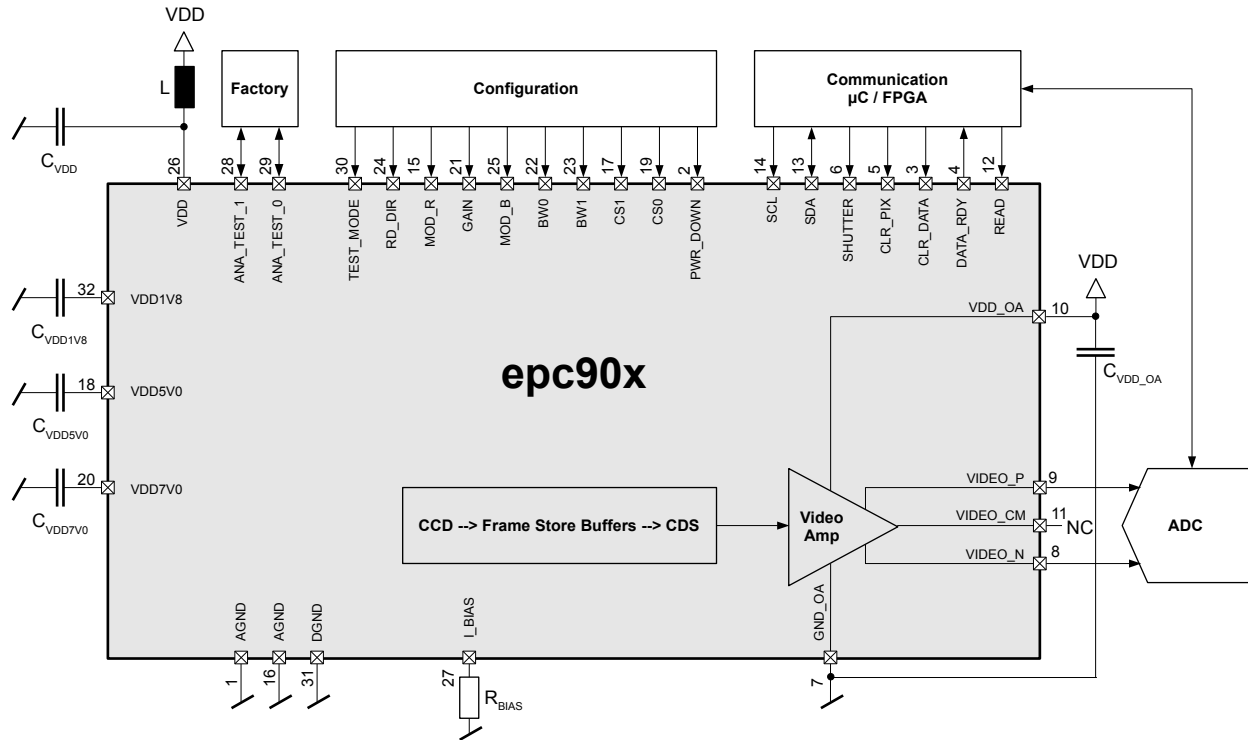 VDD
L
C_VDD
Factory
Configuration
Communication
µC / FPGA
26
28
29
30
24
15
21
25
22
23
17
19
2
14
13
6
5
3
4
12
VDD
ANA_TEST_1
ANA_TEST_0
TEST_MODE
RD_DIR
MOD_R
GAIN
MOD_B
BW0
BW1
CS1
CS0
PWR_DOWN
SCL
SDA
SHUTTER
CLR_PIX
CLR_DATA
DATA_RDY
READ
32
VDD1V8
C_VDD1V8
VDD
VDD_OA
10
C_VDD_OA
18
VDD5V0
C_VDD5V0
epc90x
20
VDD7V0
C_VDD7V0
CCD --> Frame Store Buffers --> CDS
Video
Amp
VIDEO_P
9
VIDEO_CM
11
NC
VIDEO_N
8
ADC
AGND
AGND
DGND
I_BIAS
GND_OA
1
16
31
27
R_BIAS
7